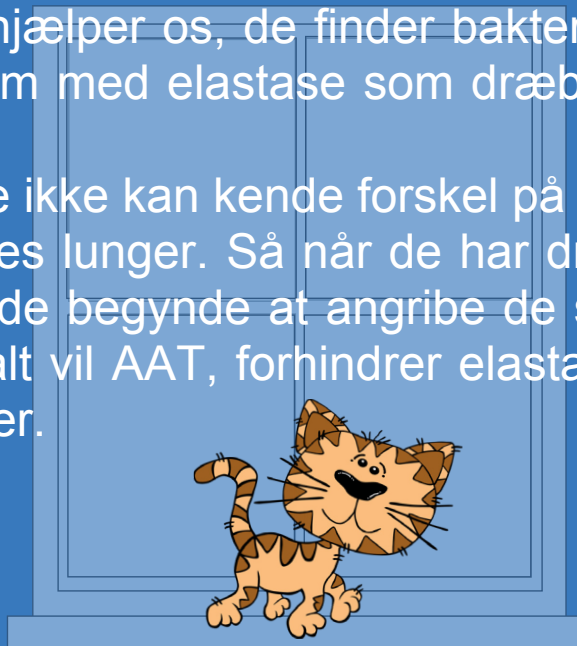 hjælper os, de finder bakter
m med elastase som dræb
e ikke kan kende forskel på
es lunger. Så når de har dr
de begynde at angribe de s
alt vil AAT, forhindrer elasta
er.